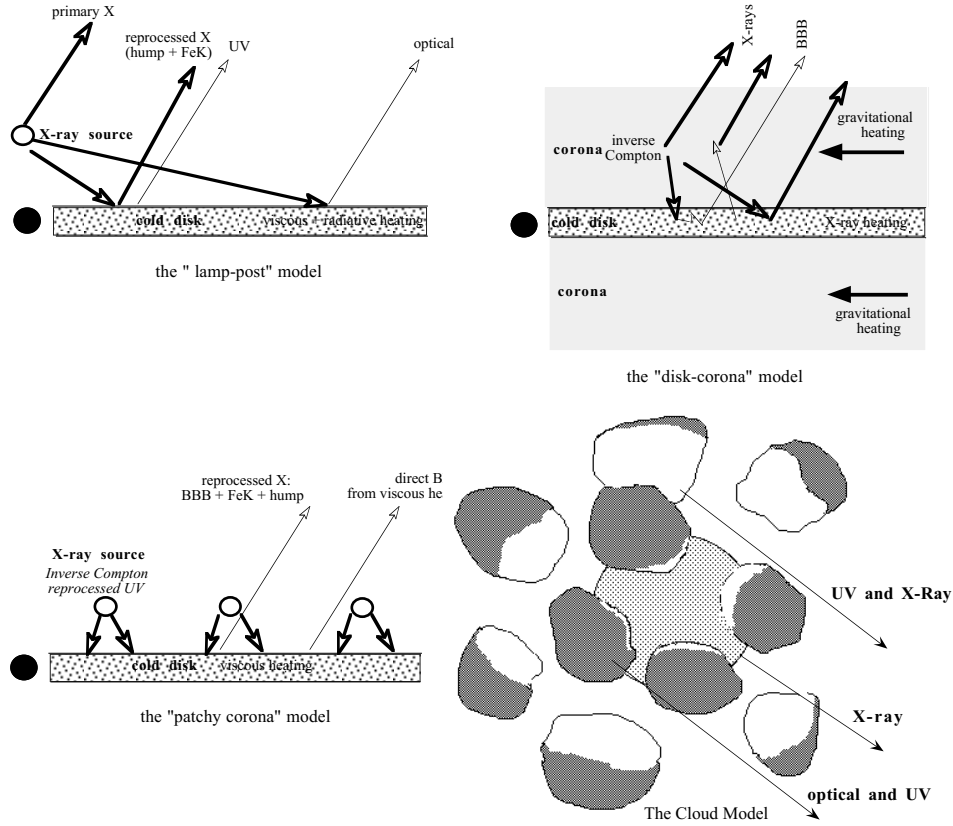 primary X
reprocessed X
(hump + FeK)
UV
optical
X-ray source
cold disk
viscous + radiative heating
the " lamp-post" model
X-rays
BBB
corona
inverse
Compton
gravitational
heating
cold disk
X-ray heating
corona
gravitational
heating
the "disk-corona" model
reprocessed X:
BBB + FeK + hump
direct B
from viscous he
X-ray source
Inverse Compton
reprocessed UV
cold disk
viscous heating
the "patchy corona" model
UV and X-Ray
X-ray
optical and UV
The Cloud Model